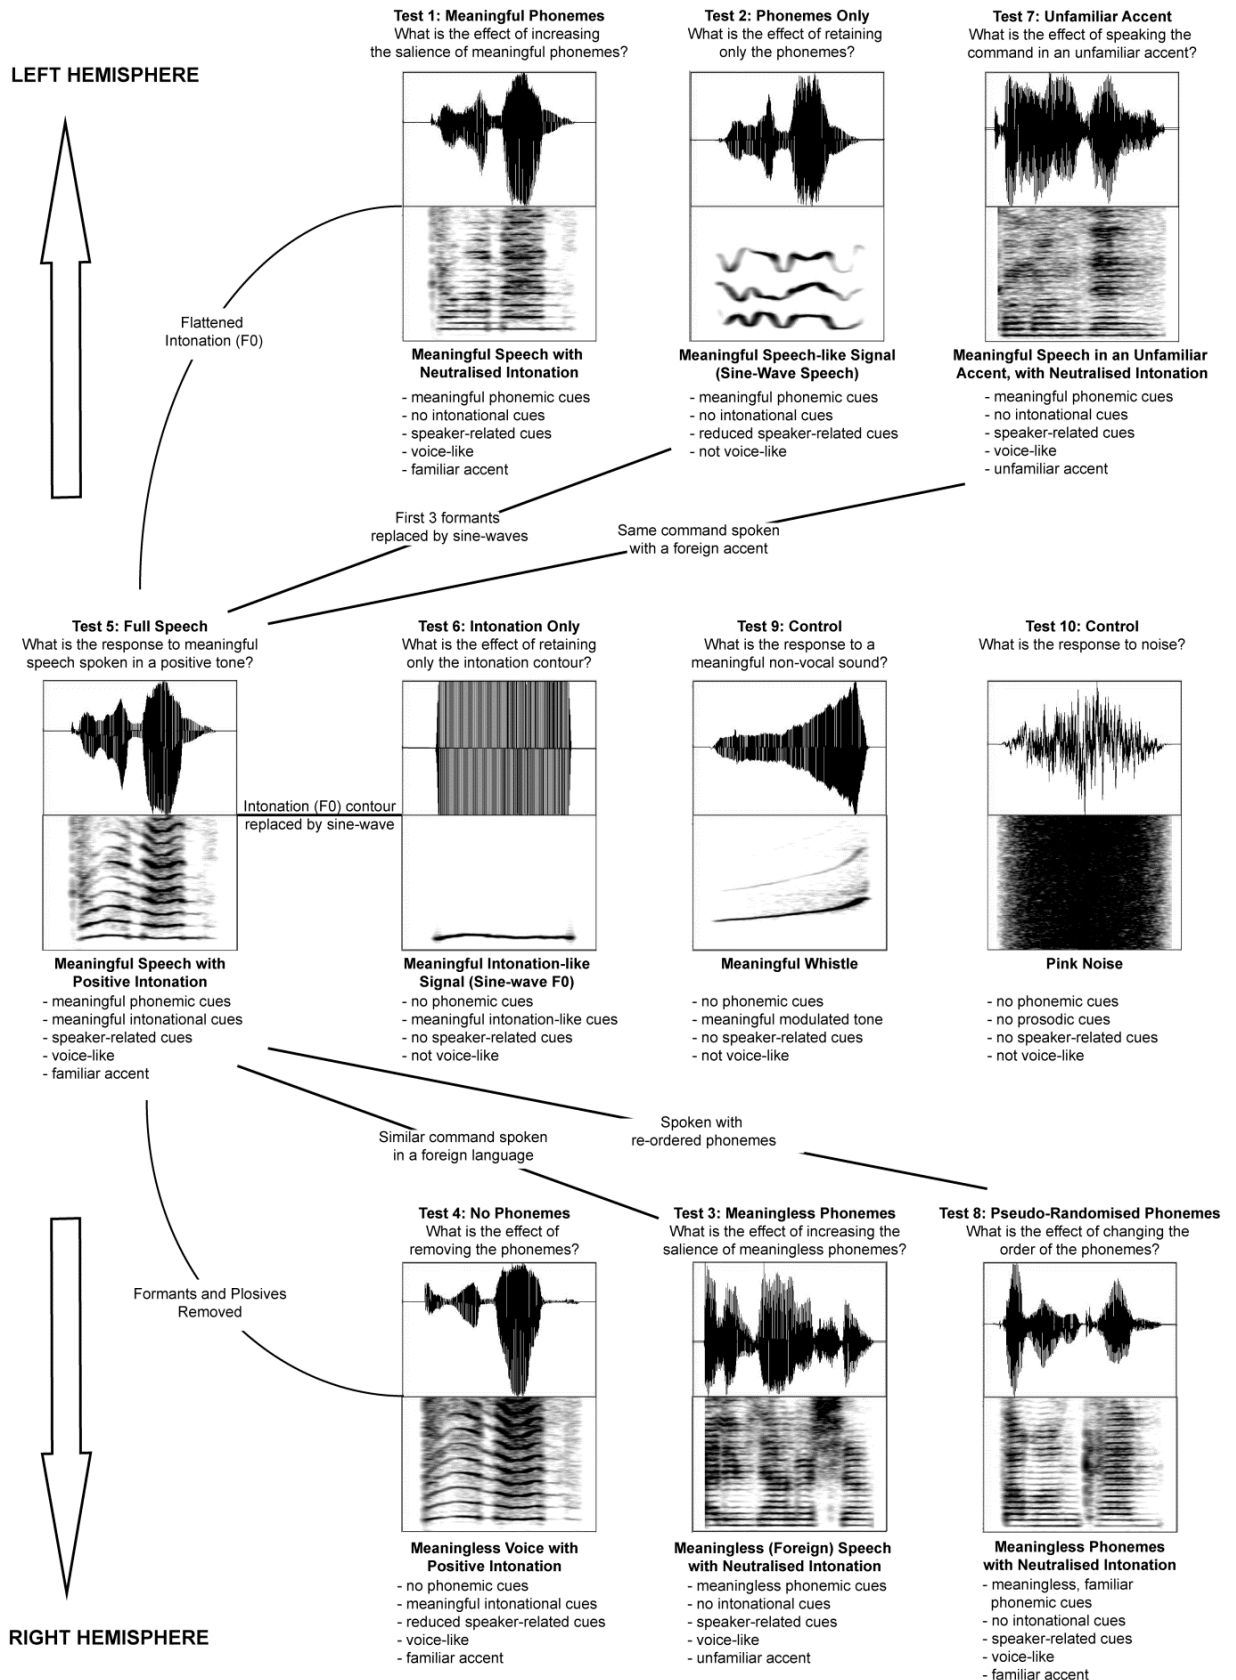 Test 1: Meaningful Phonemes
What is the effect of increasing
the salience of meaningful phonemes?
Test 2: Phonemes Only
What is the effect of retaining
only the phonemes?
Test 7: Unfamiliar Accent
What is the effect of speaking the
command in an unfamiliar accent?
LEFT HEMISPHERE
Flattened
Intonation (F0)
Meaningful Speech with
Neutralised Intonation
- meaningful phonemic cues
- no intonational cues
- speaker-related cues
- voice-like
- familiar accent
Meaningful Speech-like Signal
(Sine-Wave Speech)
- meaningful phonemic cues
- no intonational cues
- reduced speaker-related cues
- not voice-like
Meaningful Speech in an Unfamiliar
Accent, with Neutralised Intonation
- meaningful phonemic cues
- no intonational cues
- speaker-related cues
- voice-like
- unfamiliar accent
First 3 formants
replaced by sine-waves
Same command spoken
with a foreign accent
Test 5: Full Speech
What is the response to meaningful
speech spoken in a positive tone?
Test 6: Intonation Only
What is the effect of retaining
only the intonation contour?
Test 9: Control
What is the response to a
meaningful non-vocal sound?
Test 10: Control
What is the response to noise?
Intonation (F0) contour
replaced by sine-wave
Meaningful Speech with
Positive Intonation
- meaningful phonemic cues
- meaningful intonational cues
- speaker-related cues
- voice-like
- familiar accent
Meaningful Intonation-like
Signal (Sine-wave F0)
- no phonemic cues
- meaningful intonation-like cues
- no speaker-related cues
- not voice-like
Meaningful Whistle
- no phonemic cues
- meaningful modulated tone
- no speaker-related cues
- not voice-like
Pink Noise
- no phonemic cues
- no prosodic cues
- no speaker-related cues
- not voice-like
Similar command spoken
in a foreign language
Spoken with
re-ordered phonemes
Formants and Plosives
Removed
Test 4: No Phonemes
What is the effect of
removing the phonemes?
Test 3: Meaningless Phonemes
What is the effect of increasing the
salience of meaningless phonemes?
Test 8: Pseudo-Randomised Phonemes
What is the effect of changing the
order of the phonemes?
Meaningless Voice with
Positive Intonation
- no phonemic cues
- meaningful intonational cues
- reduced speaker-related cues
- voice-like
- familiar accent
Meaningless (Foreign) Speech
with Neutralised Intonation
- meaningless phonemic cues
- no intonational cues
- speaker-related cues
- voice-like
- unfamiliar accent
Meaningless Phonemes
with Neutralised Intonation
- meaningless, familiar
phonemic cues
- no intonational cues
- speaker-related cues
- voice-like
- familiar accent
RIGHT HEMISPHERE